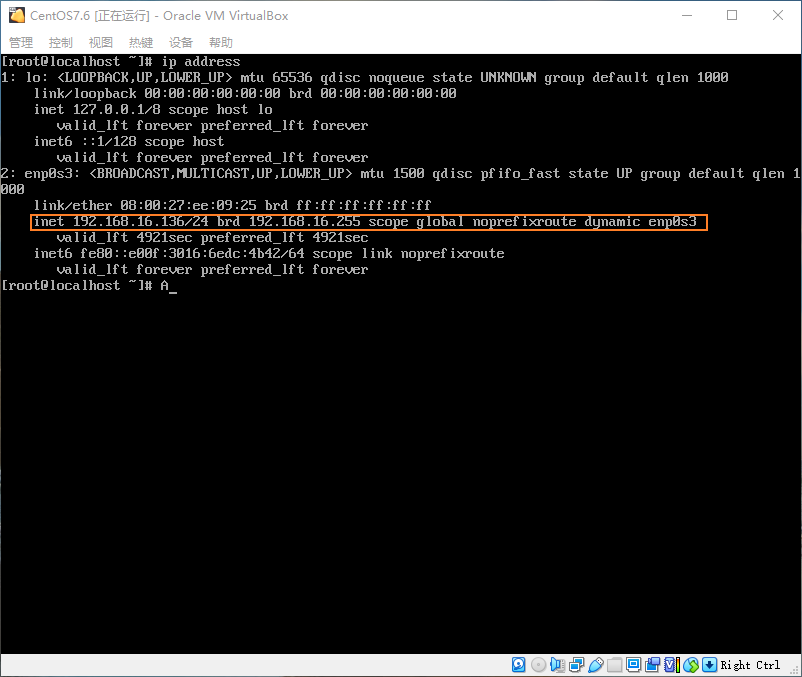 CentOS7.6 [正在运行] - Oracle VM VirtualBox
管理 控制 视图 热键 设备 帮助
[root@localhost ~]# ip address
1: lo: <LOOPBACK,UP,LOWER_UP> mtu 65536 qdisc noqueue state UNKNOWN group default qlen 1000
    link/loopback 00:00:00:00:00:00 brd 00:00:00:00:00:00
    inet 127.0.0.1/8 scope host lo
       valid_lft forever preferred_lft forever
    inet6 ::1/128 scope host
       valid_lft forever preferred_lft forever
2: enp0s3: <BROADCAST,MULTICAST,UP,LOWER_UP> mtu 1500 qdisc pfifo_fast state UP group default qlen 1
000
    link/ether 08:00:27:ee:09:25 brd ff:ff:ff:ff:ff:ff
    inet 192.168.16.136/24 brd 192.168.16.255 scope global noprefixroute dynamic enp0s3
       valid_lft 4921sec preferred_lft 4921sec
    inet6 fe80::e00f:3016:6edc:4b42/64 scope link noprefixroute
       valid_lft forever preferred_lft forever
[root@localhost ~]# A_
Right Ctrl